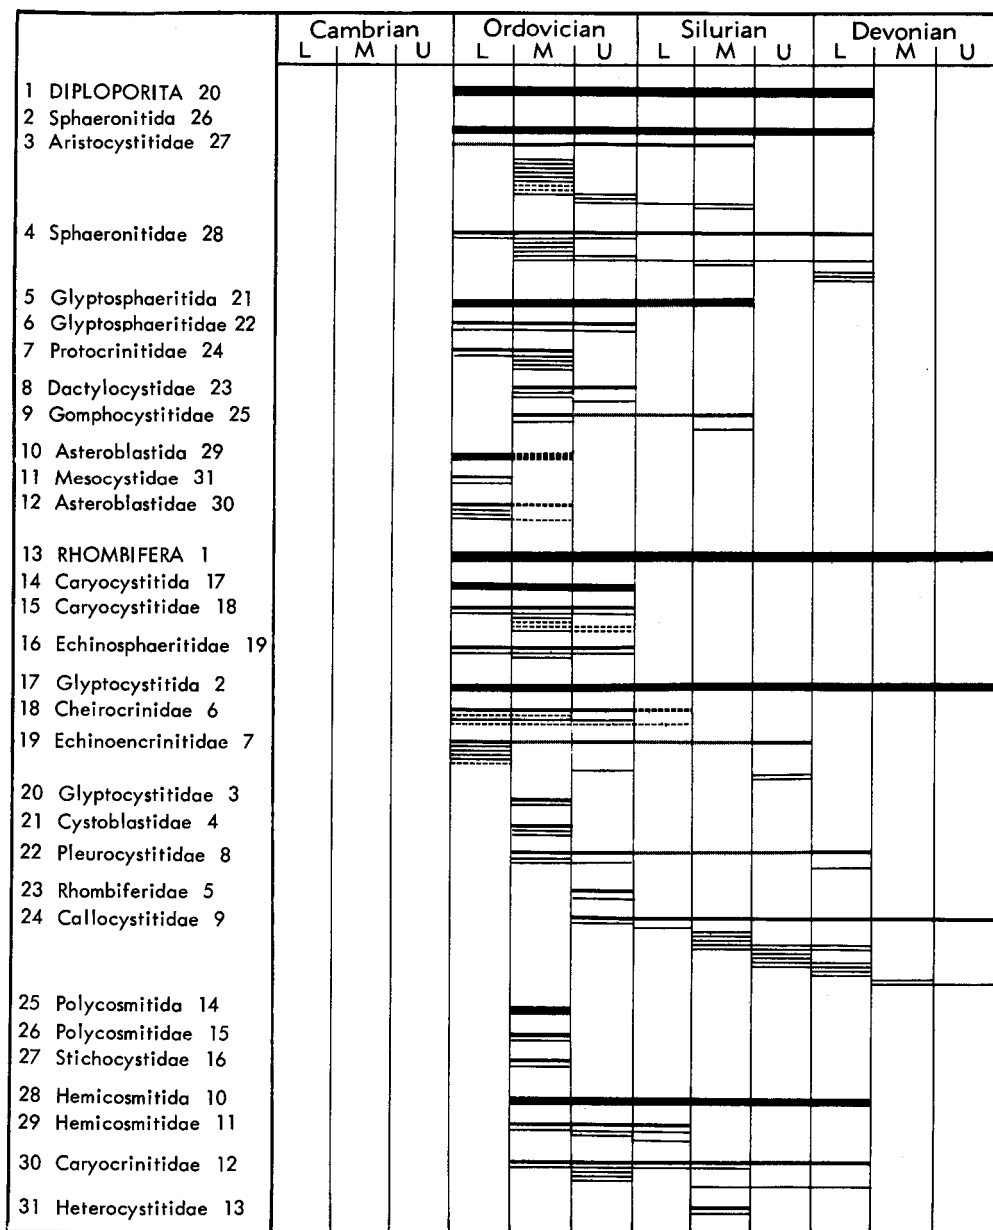 Cambrian Ordovician Silurian Devonian
L M U L M U L M U L M U
1 DIPLOPORITA 20
2 Sphaeronitida 26
3 Aristocystitidae 27
4 Sphaeronitidae 28
5 Glyptosphaeritida 21
6 Glyptosphaeritidae 22
7 Protocrinitidae 24
8 Dactylocystidae 23
9 Gomphocystitidae 25
10 Asteroblastida 29
11 Mesocystidae 31
12 Asteroblastidae 30
13 RHOMBIFERA 1
14 Caryocystitida 17
15 Caryocystitidae 18
16 Echinosphaeritidae 19
17 Glyptocystitida 2
18 Cheirocrinidae 6
19 Echinoencrinitidae 7
20 Glyptocystitidae 3
21 Cystoblastidae 4
22 Pleurocystitidae 8
23 Rhombiferidae 5
24 Callocystitidae 9
25 Polycosmitida 14
26 Polycosmitidae 15
27 Stichocystidae 16
28 Hemicosmitida 10
29 Hemicosmitidae 11
30 Caryocrinitidae 12
31 Heterocystitidae 13